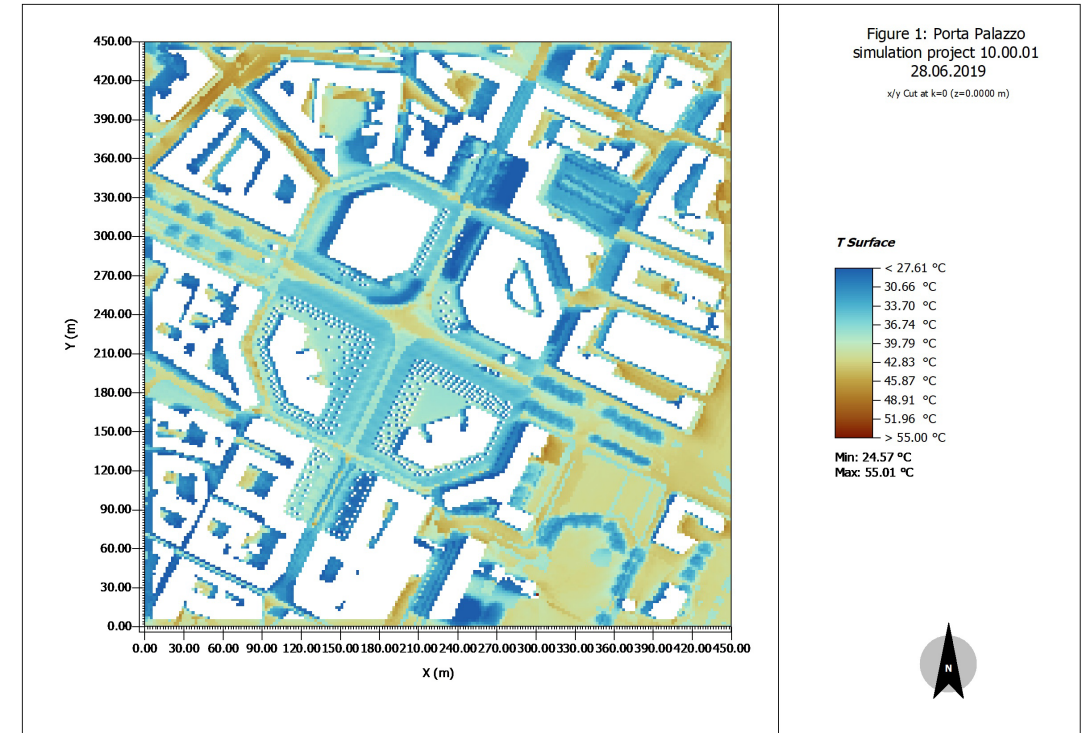 Figure 1: Porta Palazzo
simulation project 10.00.01
28.06.2019
x/y Cut at k=0 (z=0.0000 m)
450.00
420.00
390.00
360.00
330.00
300.00
270.00
240.00
210.00
180.00
150.00
120.00
90.00
60.00
30.00
0.00
Y (m)
0.00 30.00 60.00 90.00 120.00 150.00 180.00 210.00 240.00 270.00 300.00 330.00 360.00 390.00 420.00 450.00
X (m)
T Surface
< 27.61 °C
30.66 °C
33.70 °C
36.74 °C
39.79 °C
42.83 °C
45.87 °C
48.91 °C
51.96 °C
> 55.00 °C
Min: 24.57 °C
Max: 55.01 °C
N